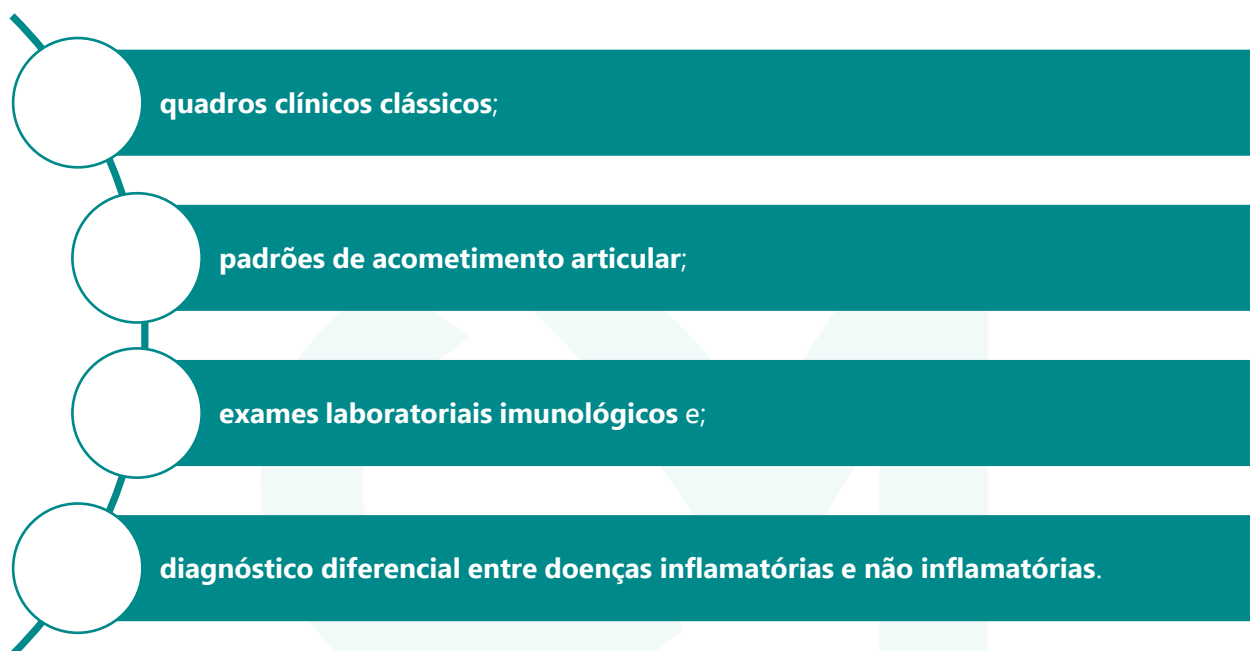 quadros clínicos clássicos;
padrões de acometimento articular;
exames laboratoriais imunológicos e;
diagnóstico diferencial entre doenças inflamatórias e não inflamatórias.